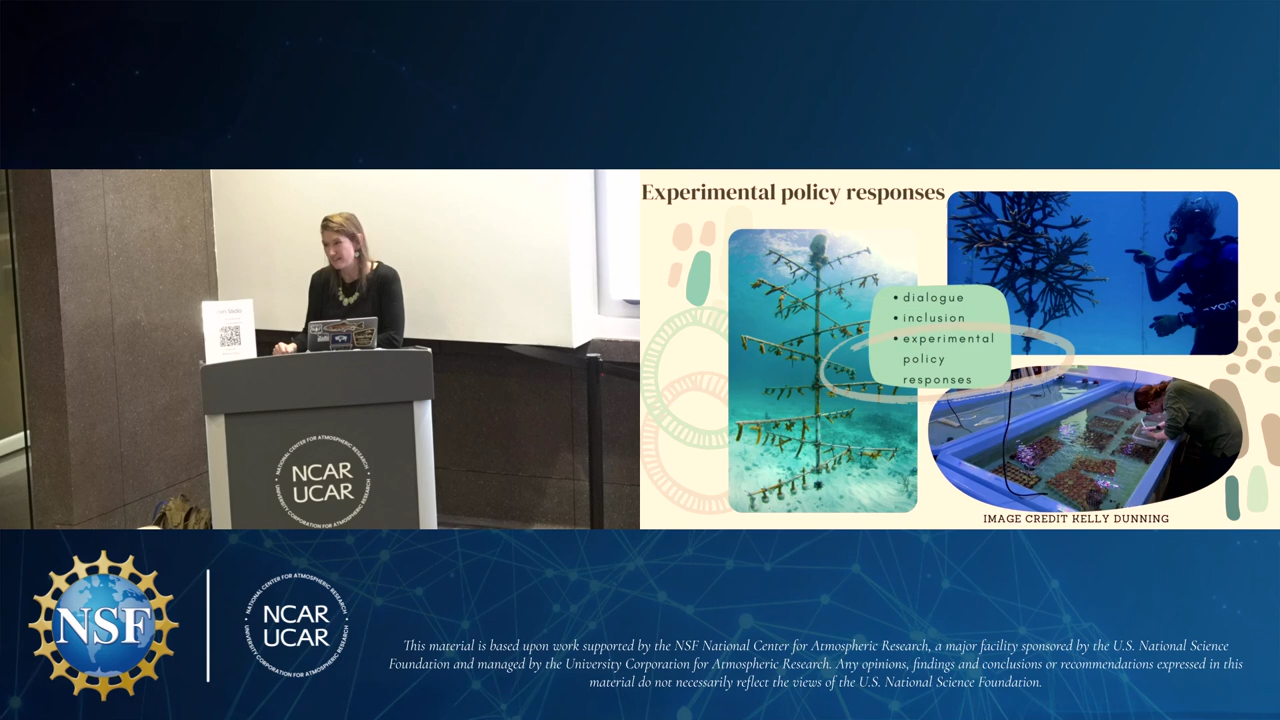 Experimental policy responses
• dialogue
• inclusion
• experimental
policy
responses
IMAGE CREDIT KELLY DUNNING
NATIONAL CENTER FOR ATMOSPHERIC RESEARCH
NCAR
UCAR
UNIVERSITY CORPORATION FOR ATMOSPHERIC RESEARCH
NSF
NATIONAL CENTER FOR ATMOSPHERIC RESEARCH
NCAR
UCAR
UNIVERSITY CORPORATION FOR ATMOSPHERIC RESEARCH
This material is based upon work supported by the NSF National Center for Atmospheric Research, a major facility sponsored by the U.S. National Science
Foundation and managed by the University Corporation for Atmospheric Research. Any opinions, findings and conclusions or recommendations expressed in this
material do not necessarily reflect the views of the U.S. National Science Foundation.